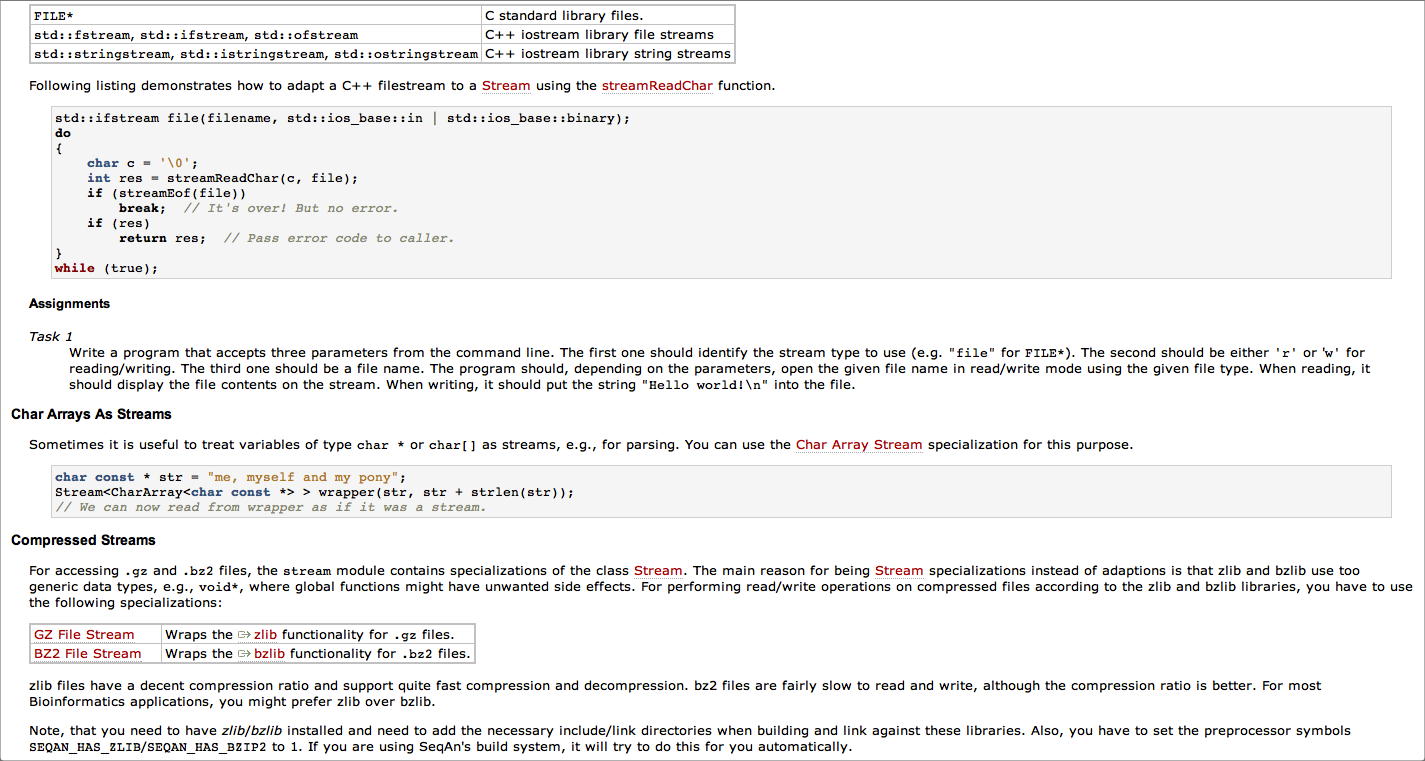 FILE* C standard library files.
std::fstream, std::ifstream, std::ofstream C++ iostream library file streams
std::stringstream, std::istringstream, std::ostringstream C++ iostream library string streams
Following listing demonstrates how to adapt a C++ filestream to a Stream using the streamReadChar function.
std::ifstream file(filename, std::ios_base::in | std::ios_base::binary);
do
{
    char c = '\0';
    int res = streamReadChar(c, file);
    if (streamEof(file))
        break;  // It's over! But no error.
    if (res)
        return res;  // Pass error code to caller.
}
while (true);
Assignments
Task 1
Write a program that accepts three parameters from the command line. The first one should identify the stream type to use (e.g. "file" for FILE*). The second should be either 'r' or 'w' for
reading/writing. The third one should be a file name. The program should, depending on the parameters, open the given file name in read/write mode using the given file type. When reading, it
should display the file contents on the stream. When writing, it should put the string "Hello world!\n" into the file.
Char Arrays As Streams
Sometimes it is useful to treat variables of type char * or char[] as streams, e.g., for parsing. You can use the Char Array Stream specialization for this purpose.
char const * str = "me, myself and my pony";
Stream<CharArray<char const *> > wrapper(str, str + strlen(str));
// We can now read from wrapper as if it was a stream.
Compressed Streams
For accessing .gz and .bz2 files, the stream module contains specializations of the class Stream. The main reason for being Stream specializations instead of adaptions is that zlib and bzlib use too
generic data types, e.g., void*, where global functions might have unwanted side effects. For performing read/write operations on compressed files according to the zlib and bzlib libraries, you have to use
the following specializations:
GZ File Stream Wraps the zlib functionality for .gz files.
BZ2 File Stream Wraps the bzlib functionality for .bz2 files.
zlib files have a decent compression ratio and support quite fast compression and decompression. bz2 files are fairly slow to read and write, although the compression ratio is better. For most
Bioinformatics applications, you might prefer zlib over bzlib.
Note, that you need to have zlib/bzlib installed and need to add the necessary include/link directories when building and link against these libraries. Also, you have to set the preprocessor symbols
SEQAN_HAS_ZLIB/SEQAN_HAS_BZIP2 to 1. If you are using SeqAn's build system, it will try to do this for you automatically.